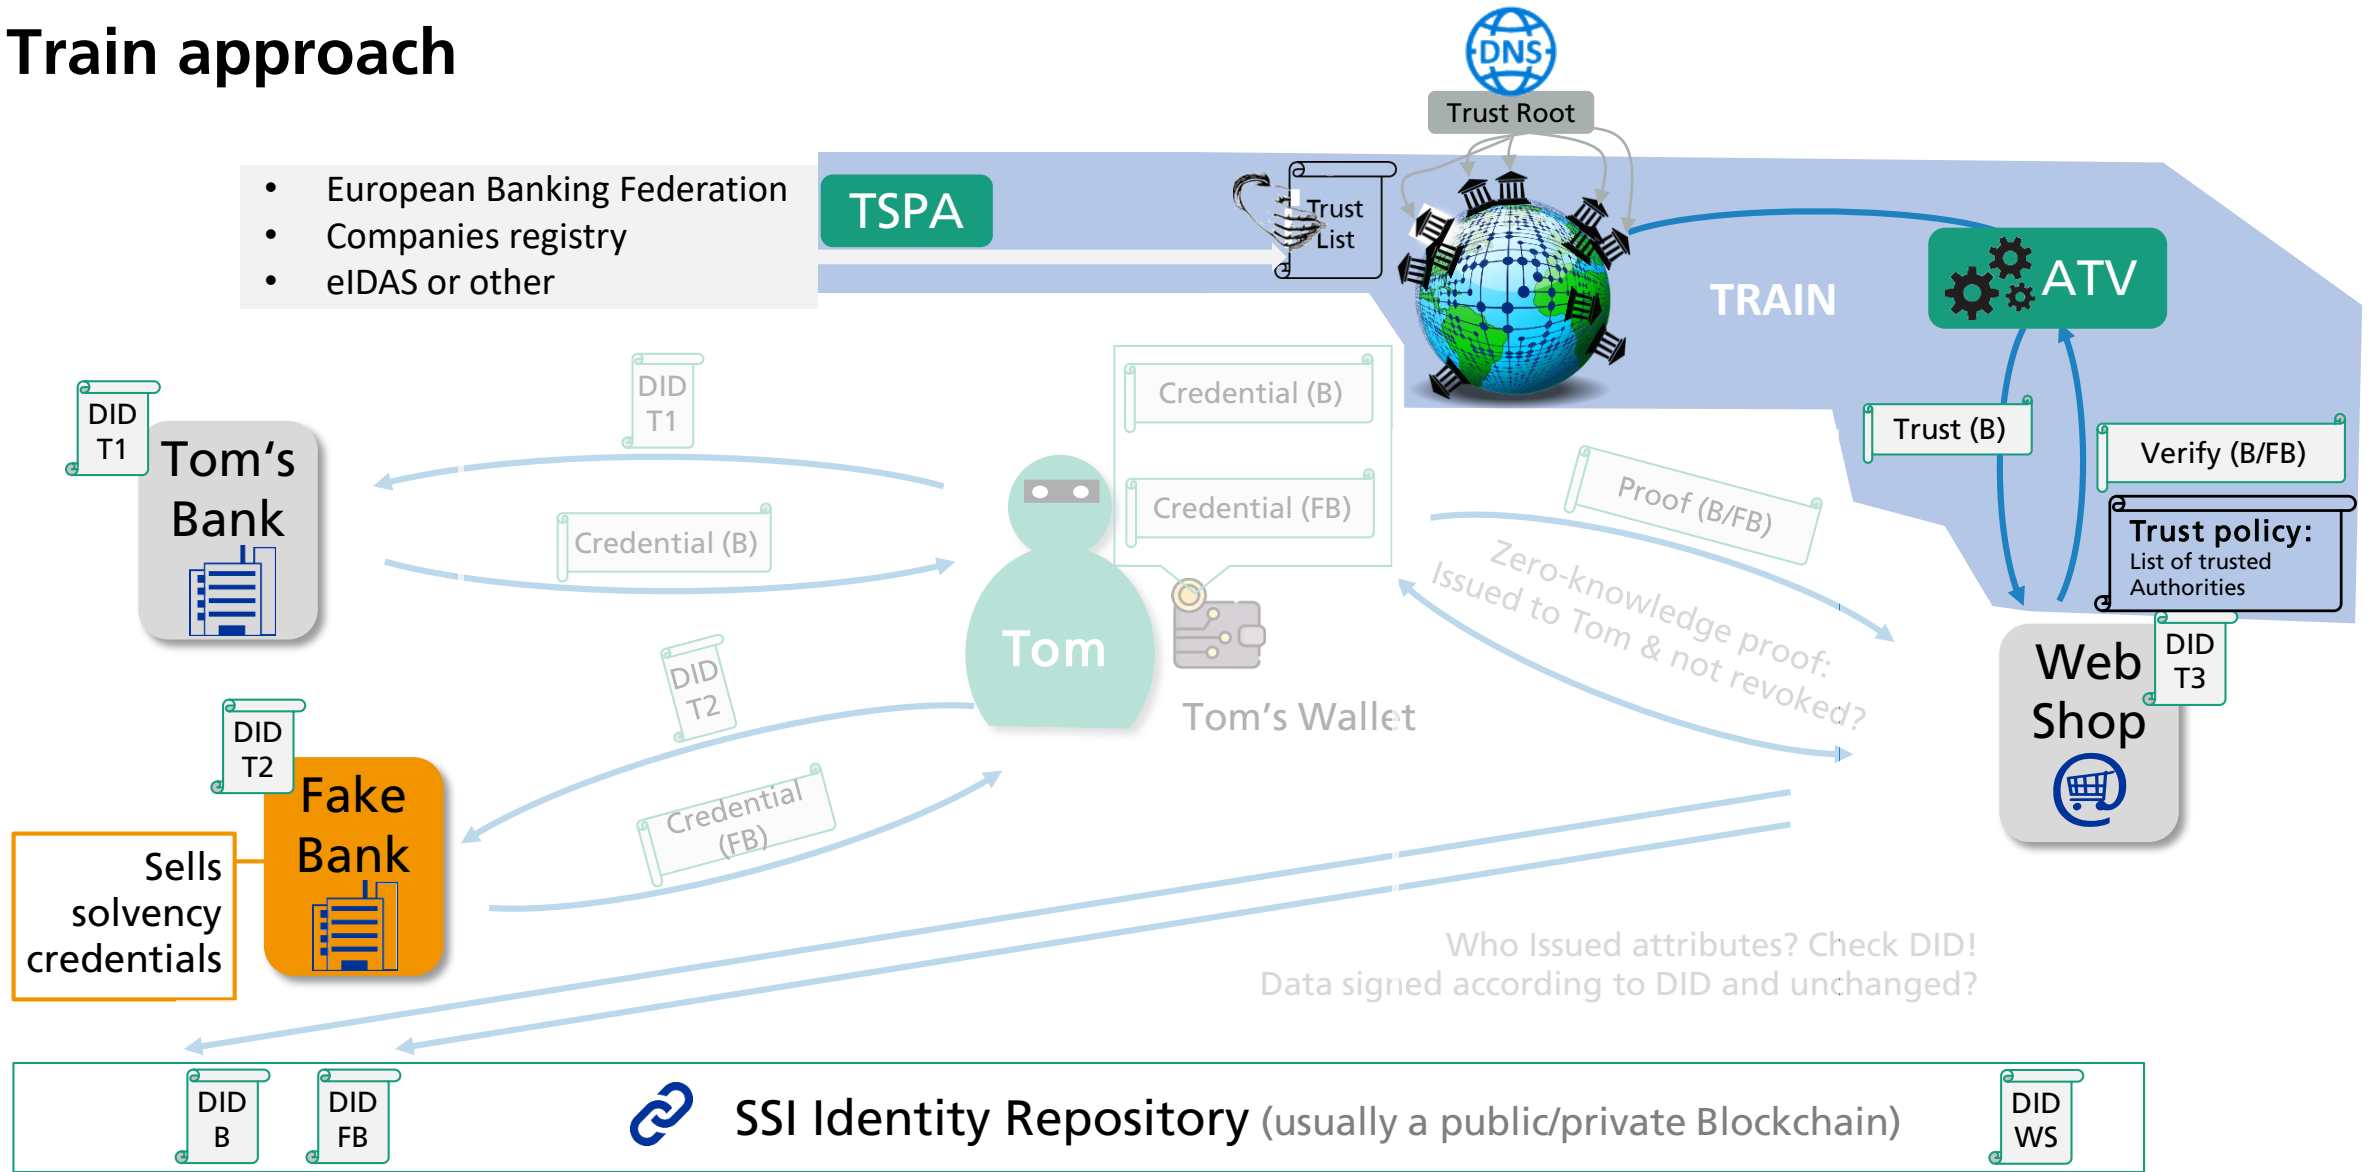 Train approach
DNS
Trust Root
• European Banking Federation
• Companies registry
• eIDAS or other
TSPA
Trust
List
TRAIN
ATV
DID
T1
Tom‘s
Bank
DID
T1
Credential (B)
Credential (B)
Credential (FB)
Tom
Tom’s Wallet
Proof (B/FB)
Zero-knowledge proof:
Issued to Tom & not revoked?
Trust (B)
Verify (B/FB)
Trust policy:
List of trusted
Authorities
Web
Shop
DID
T3
DID
T2
Fake
Bank
Sells
solvency
credentials
DID
T2
Credential
(FB)
Who Issued attributes? Check DID!
Data signed according to DID and unchanged?
DID
B
DID
FB
SSI Identity Repository (usually a public/private Blockchain)
DID
WS